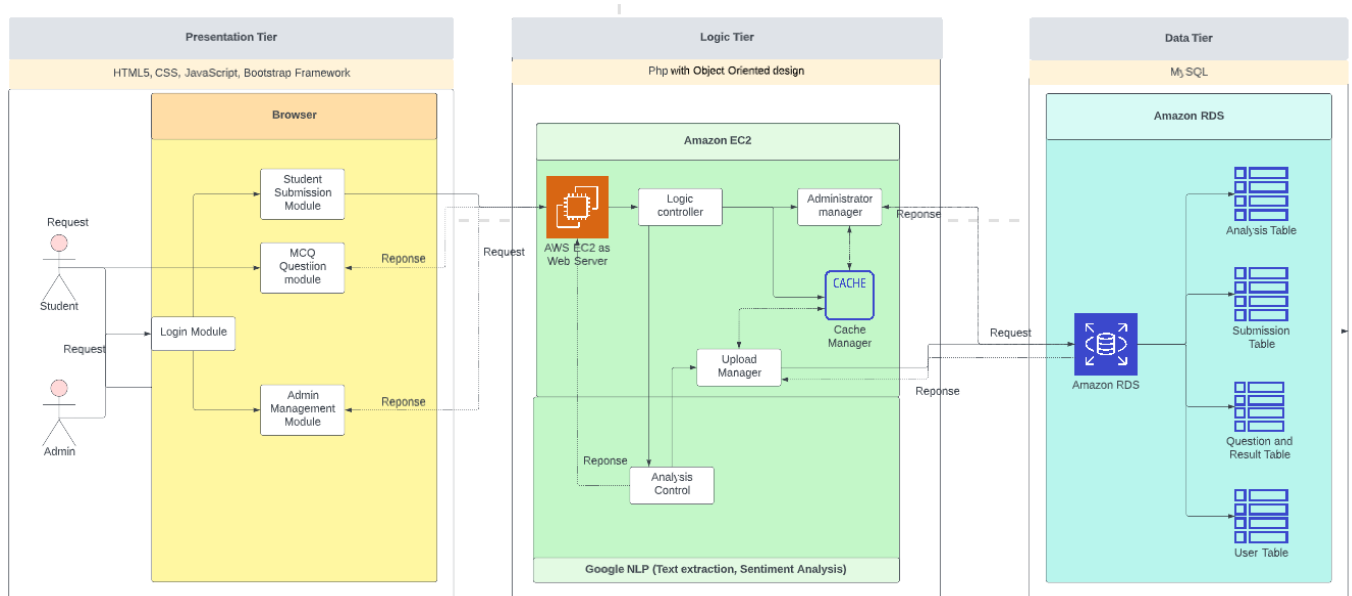 Presentation Tier
HTML5, CSS, JavaScript, Bootstrap Framework
Browser
Student
Submission
Module
Request
MCQ
Questiion
module
Reponse
Student
Login Module
Request
Admin
Management
Module
Reponse
Admin
Request
Logic Tier
Php with Object Oriented design
Amazon EC2
AWS EC2 as
Web Server
Logic
controller
Administrator
manager
Reponse
CACHE
Cache
Manager
Upload
Manager
Request
Reponse
Reponse
Analysis
Control
Google NLP (Text extraction, Sentiment Analysis)
Data Tier
MySQL
Amazon RDS
Amazon RDS
Analysis Table
Submission
Table
Question and
Result Table
User Table